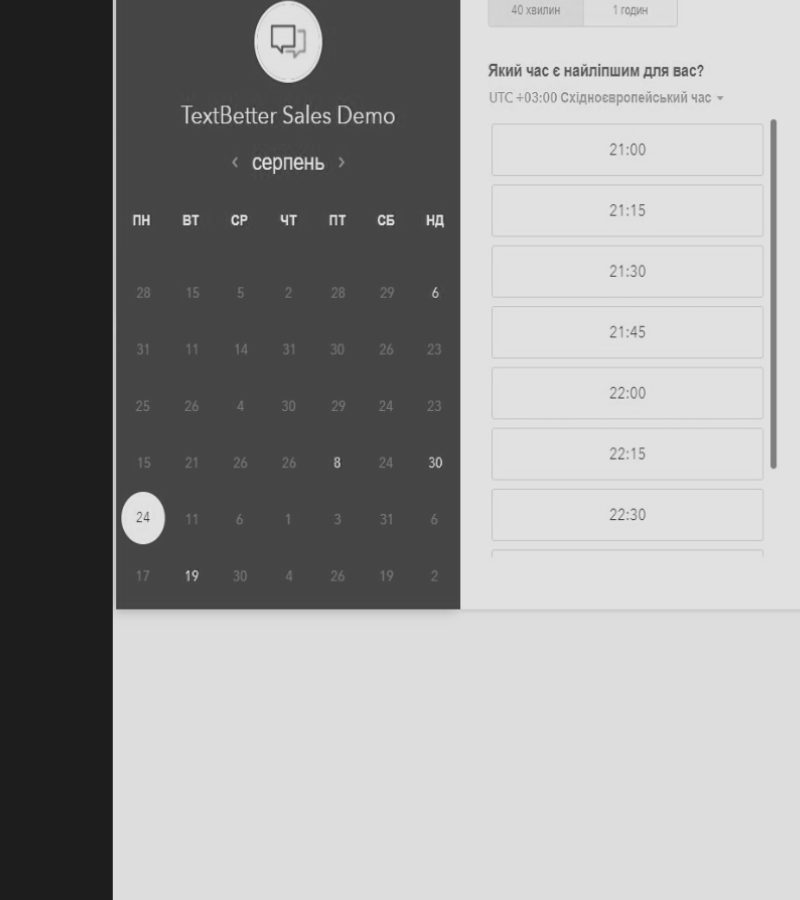 TextBetter Sales Demo
‹ серпень ›
ПН ВТ СР ЧТ ПТ СБ НД
28 15 5 2 28 29 6
31 11 14 31 30 26 23
25 26 4 30 29 24 23
15 21 26 26 8 24 30
24 11 6 1 3 31 6
17 19 30 4 26 19 2
40 хвилин 1 годин
Який час є найліпшим для вас?
UTC +03:00 Східноєвропейський час
21:00
21:15
21:30
21:45
22:00
22:15
22:30